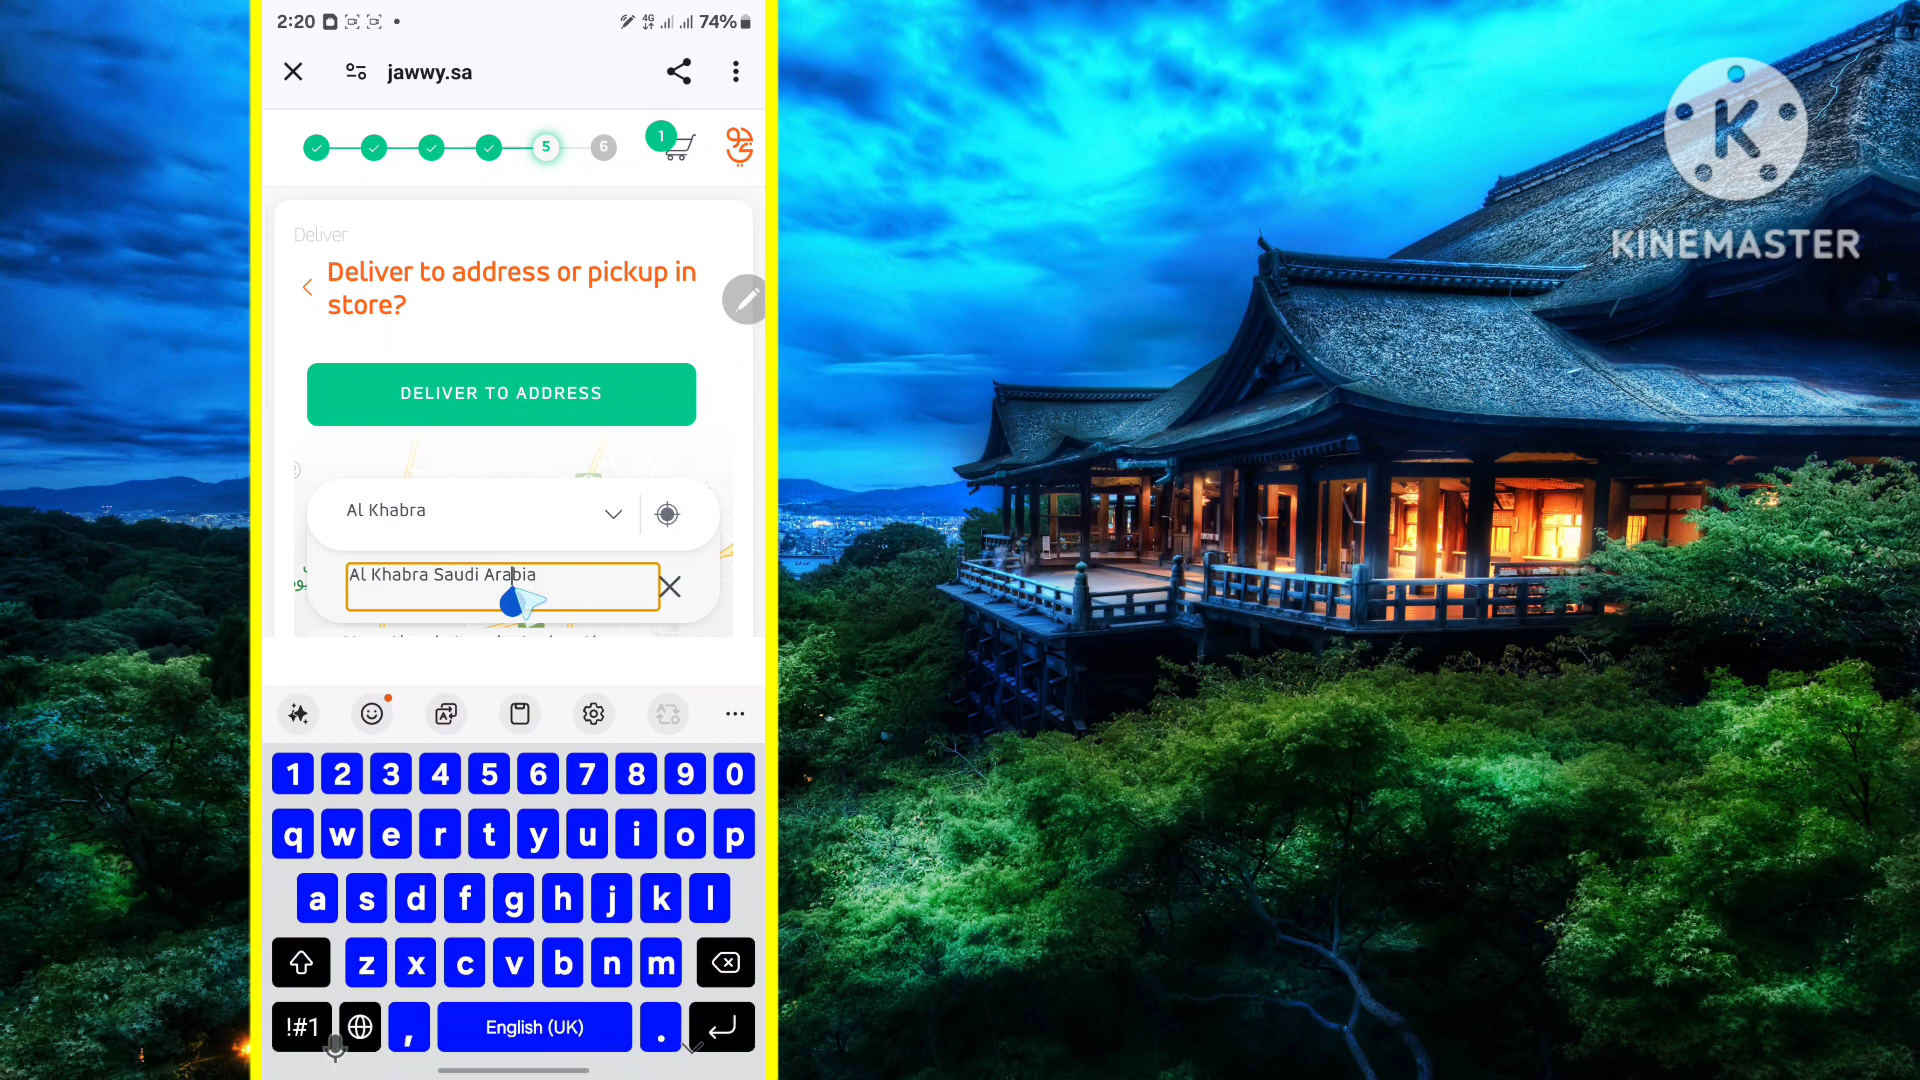 2:20
4G
74%
jawwy.sa
5
6
1
Deliver
Deliver to address or pickup in
store?
DELIVER TO ADDRESS
Al Khabra
Al Khabra Saudi Arabia
1 2 3 4 5 6 7 8 9 0
q w e r t y u i o p
a s d f g h j k l
z x c v b n m
!#1 , English (UK) .
K
KINEMASTER